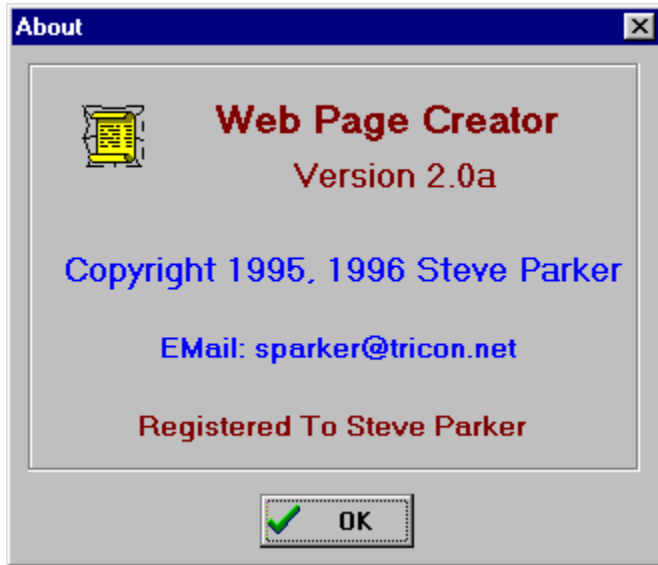 About
Web Page Creator
Version 2.0a
Copyright 1995, 1996 Steve Parker
EMail: sparker@tricon.net
Registered To Steve Parker
OK